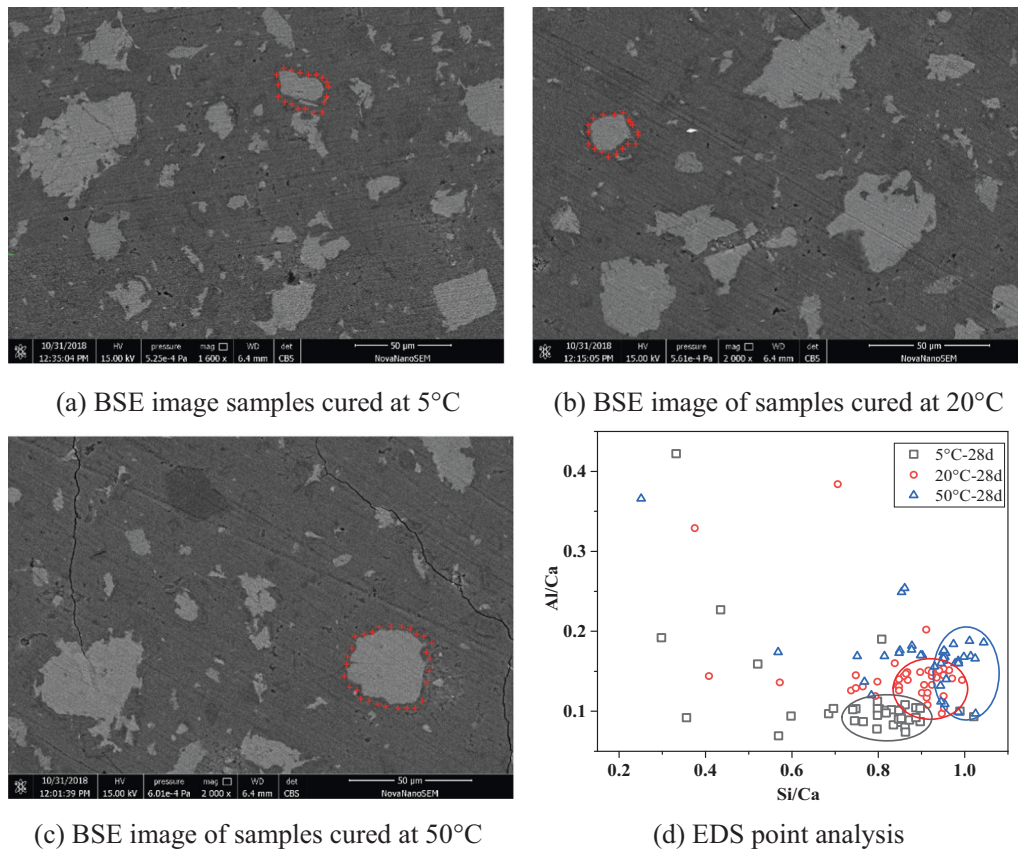 10/31/2018 HV pressure mag □ WD det 50 µm
12:35:04 PM 15.00 kV 5.25e-4 Pa 1 600 x 6.4 mm CBS NovaNanoSEM
10/31/2018 HV pressure mag □ WD det 50 µm
12:15:05 PM 15.00 kV 5.61e-4 Pa 2 000 x 6.4 mm CBS NovaNanoSEM
(a) BSE image samples cured at 5°C
(b) BSE image of samples cured at 20°C
10/31/2018 HV pressure mag □ WD det 50 µm
12:01:39 PM 15.00 kV 6.01e-4 Pa 2 000 x 6.4 mm CBS NovaNanoSEM
5°C-28d
20°C-28d
50°C-28d
Al/Ca
0.4
0.3
0.2
0.1
0.2 0.4 0.6 0.8 1.0
Si/Ca
(c) BSE image of samples cured at 50°C
(d) EDS point analysis